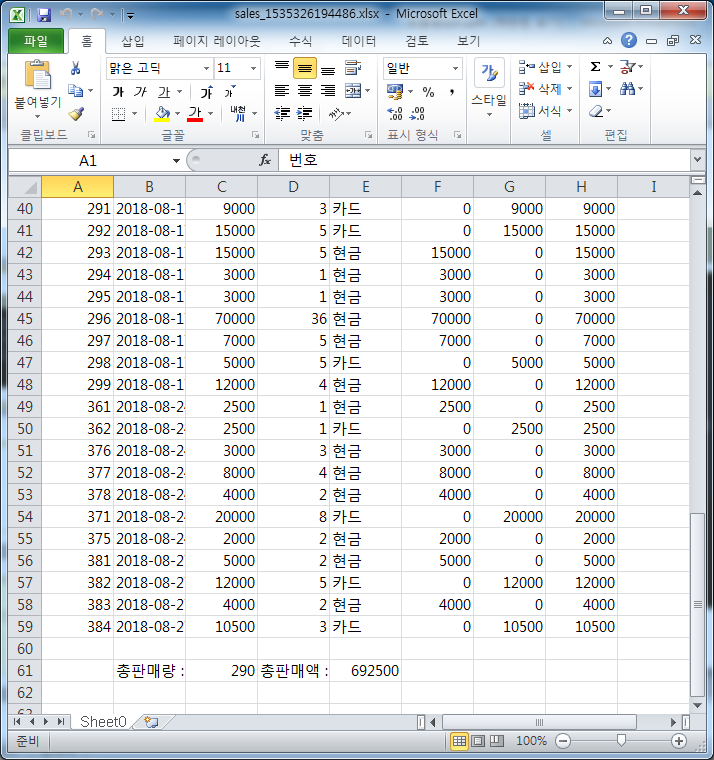 sales_1535326194486.xlsx - Microsoft Excel
파일 홈 삽입 페이지 레이아웃 수식 데이터 검토 보기
맑은 고딕 11 일반 삽입 Σ
붙여넣기 가 가 가 가 가 % , 스타일 삭제
가 가 내천 .00 .0 서식
클립보드 글꼴 맞춤 표시 형식 셀 편집
A1 fx 번호
A B C D E F G H I
40 291 2018-08-1 9000 3 카드 0 9000 9000
41 292 2018-08-1 15000 5 카드 0 15000 15000
42 293 2018-08-1 15000 5 현금 15000 0 15000
43 294 2018-08-1 3000 1 현금 3000 0 3000
44 295 2018-08-1 3000 1 현금 3000 0 3000
45 296 2018-08-1 70000 36 현금 70000 0 70000
46 297 2018-08-1 7000 5 현금 7000 0 7000
47 298 2018-08-1 5000 5 카드 0 5000 5000
48 299 2018-08-1 12000 4 현금 12000 0 12000
49 361 2018-08-2 2500 1 현금 2500 0 2500
50 362 2018-08-2 2500 1 카드 0 2500 2500
51 376 2018-08-2 3000 3 현금 3000 0 3000
52 377 2018-08-2 8000 4 현금 8000 0 8000
53 378 2018-08-2 4000 2 현금 4000 0 4000
54 371 2018-08-2 20000 8 카드 0 20000 20000
55 375 2018-08-2 2000 2 현금 2000 0 2000
56 381 2018-08-2 5000 2 현금 5000 0 5000
57 382 2018-08-2 12000 5 카드 0 12000 12000
58 383 2018-08-2 4000 2 현금 4000 0 4000
59 384 2018-08-2 10500 3 카드 0 10500 10500
60
61 총판매량 : 290 총판매액 : 692500
62
63
Sheet0
준비 100%